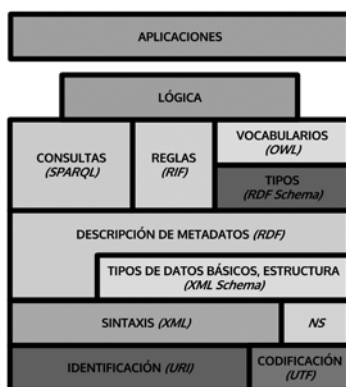 APLICACIONES
LÓGICA
CONSULTAS
(SPARQL)
REGLAS
(RIF)
VOCABULARIOS
(OWL)
TIPOS
(RDF Schema)
DESCRIPCIÓN DE METADATOS (RDF)
TIPOS DE DATOS BÁSICOS, ESTRUCTURA
(XML Schema)
SINTAXIS (XML)
NS
IDENTIFICACIÓN (URI)
CODIFICACIÓN
(UTF)